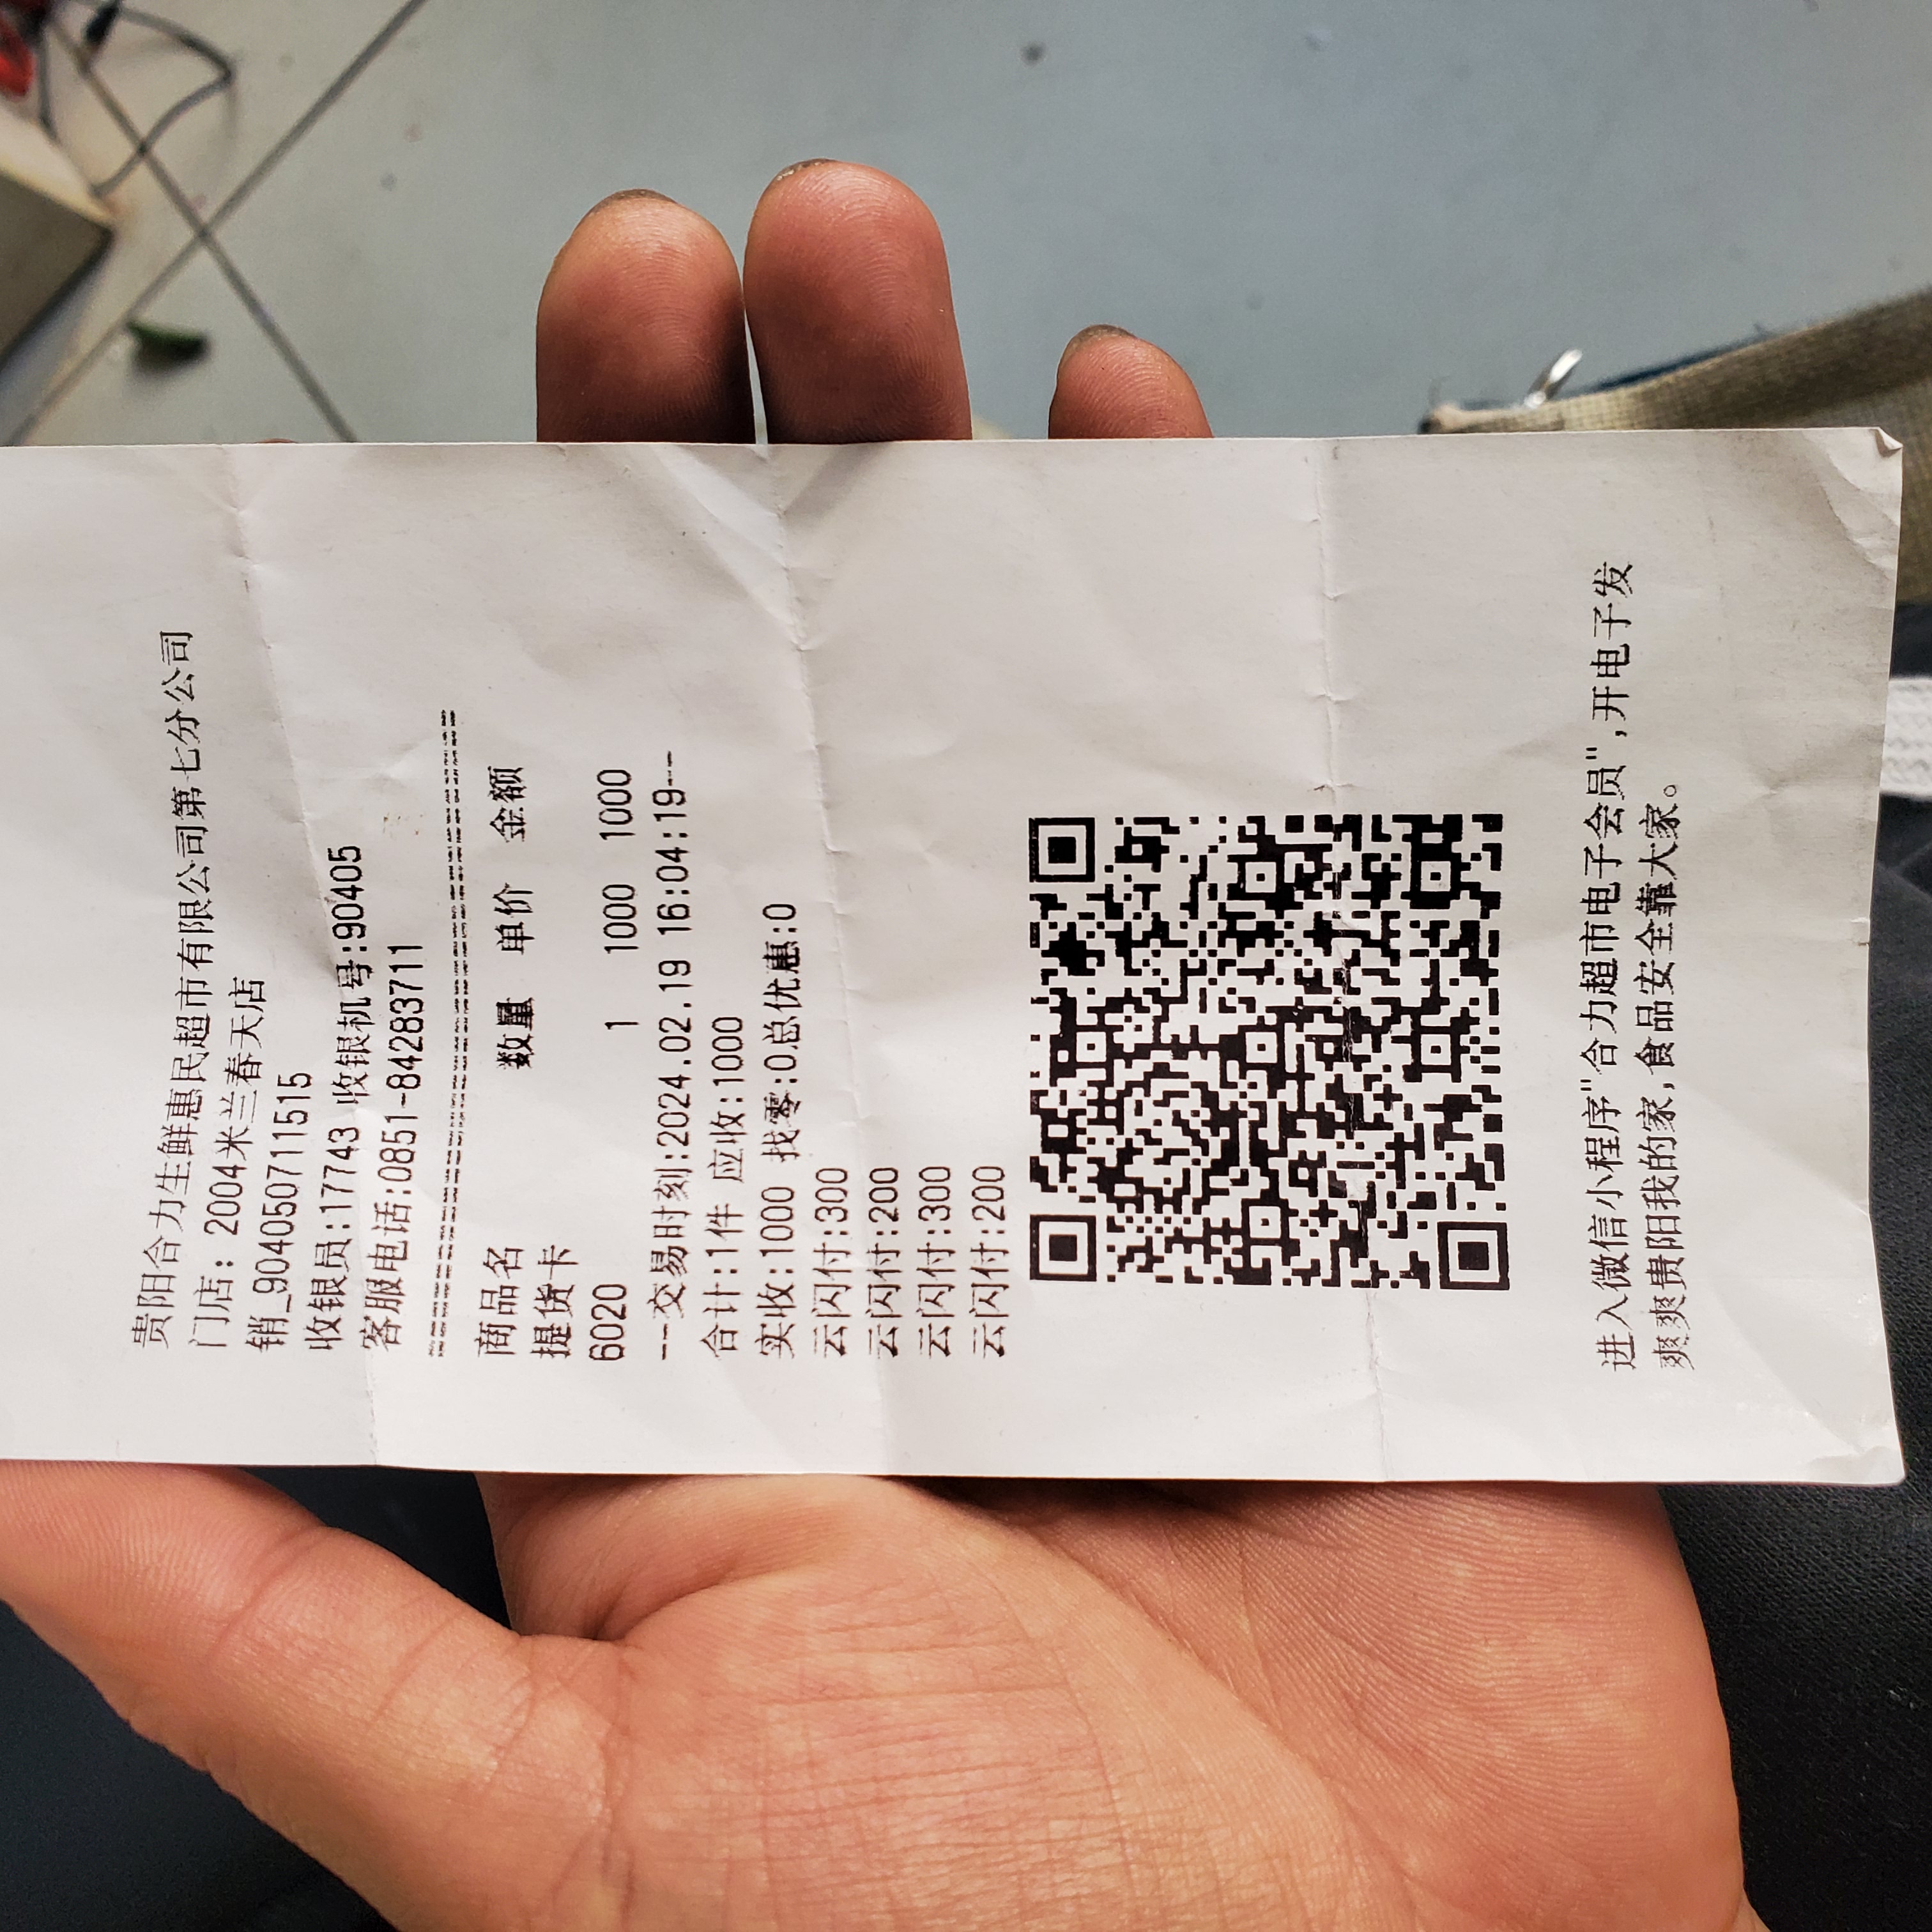 贵阳合力生鲜惠民超市有限公司第七分公司
门店: 2004米兰春天店
销_904050711515
收银员:17743 收银机号:90405
客服电话:0851-84283711
商品名 数量 单价 金额
提货卡
6020 1 1000 1000
--交易时刻:2024.02.19 16:04:19--
合计:1件 应收:1000
实收:1000 找零:0总优惠:0
云闪付:300
云闪付:200
云闪付:300
云闪付:200
进入微信小程序"合力超市电子会员",开电子发
爽爽贵阳我的家,食品安全靠大家。